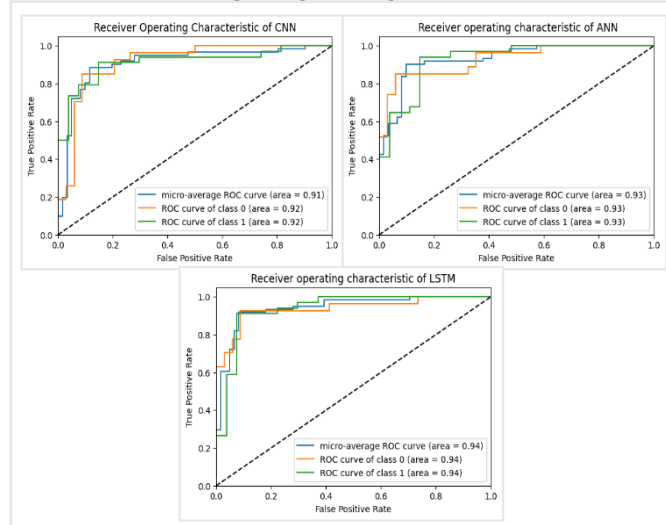 Receiver Operating Characteristic of CNN
1.0
0.8
0.6
0.4
0.2
0.0
True Positive Rate
micro-average ROC curve (area = 0.91)
ROC curve of class 0 (area = 0.92)
ROC curve of class 1 (area = 0.92)
0.0 0.2 0.4 0.6 0.8 1.0
False Positive Rate
Receiver operating characteristic of ANN
1.0
0.8
0.6
0.4
0.2
0.0
True Positive Rate
micro-average ROC curve (area = 0.93)
ROC curve of class 0 (area = 0.93)
ROC curve of class 1 (area = 0.93)
0.0 0.2 0.4 0.6 0.8 1.0
False Positive Rate
Receiver operating characteristic of LSTM
1.0
0.8
0.6
0.4
0.2
0.0
True Positive Rate
micro-average ROC curve (area = 0.94)
ROC curve of class 0 (area = 0.94)
ROC curve of class 1 (area = 0.94)
0.0 0.2 0.4 0.6 0.8 1.0
False Positive Rate